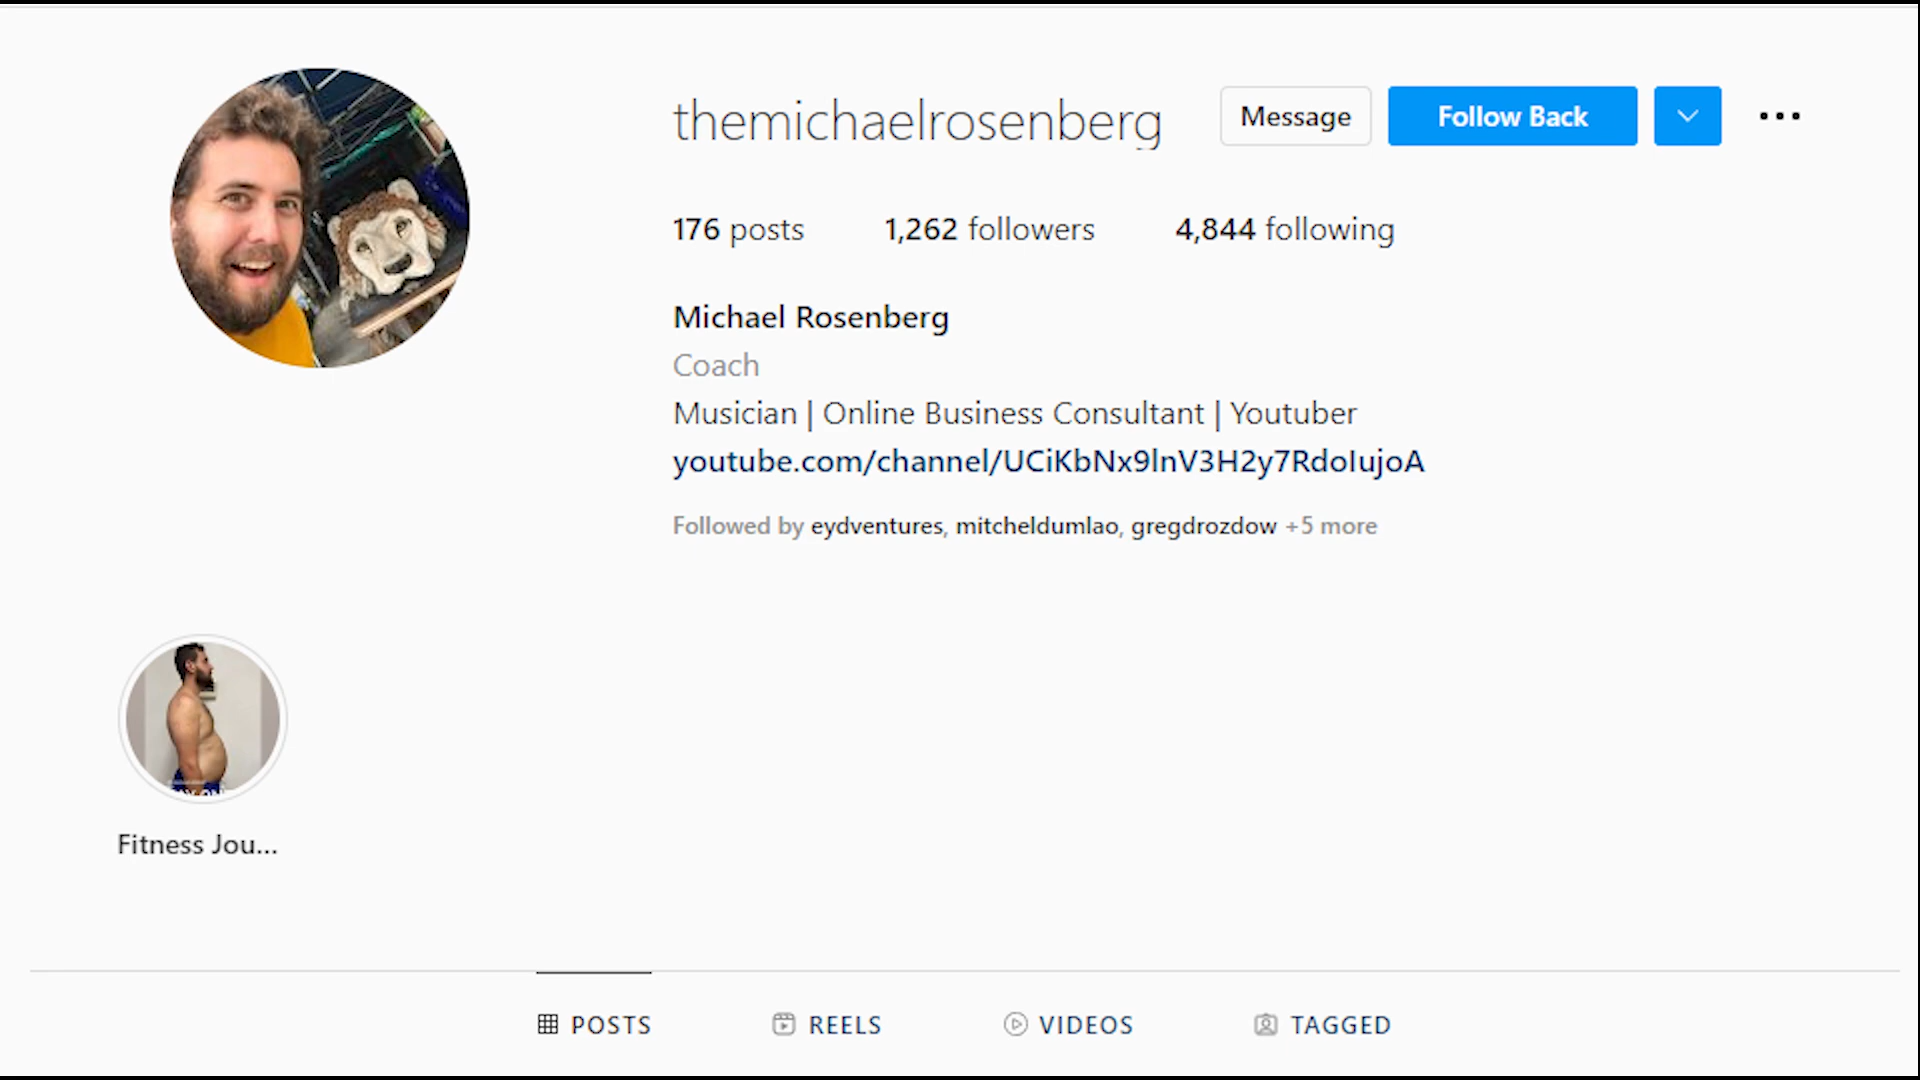 themichaelrosenberg Message Follow Back
176 posts 1,262 followers 4,844 following
Michael Rosenberg
Coach
Musician | Online Business Consultant | Youtuber
youtube.com/channel/UCiKbNx9lnV3H2y7RdoIujoA
Followed by eydventures, mitcheldumlao, gregdrozdow +5 more
Fitness Jou...
POSTS REELS VIDEOS TAGGED